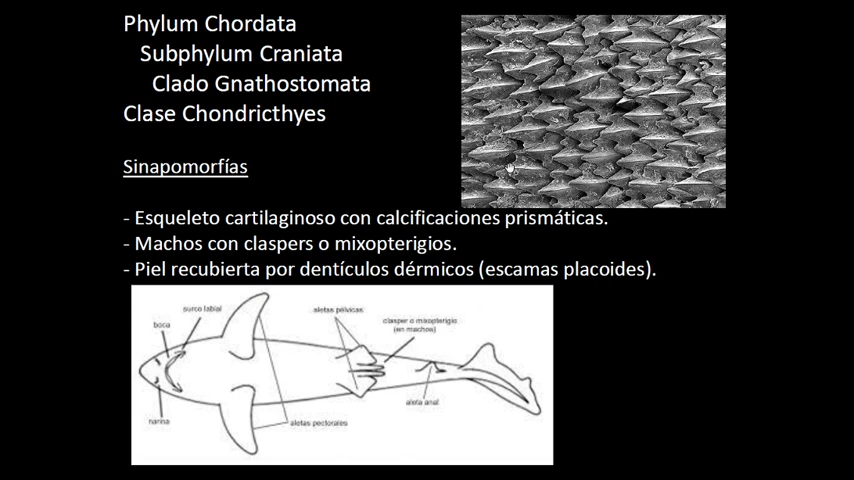 Phylum Chordata
Subphylum Craniata
Clado Gnathostomata
Clase Chondricthyes
Sinapomorfías
- Esqueleto cartilaginoso con calcificaciones prismáticas.
- Machos con claspers o mixopterigios.
- Piel recubierta por dentículos dérmicos (escamas placoides).
surco labial
boca
aletas pélvicas
clasper o mixopterigio
(en machos)
aleta anal
narina
aletas pectorales